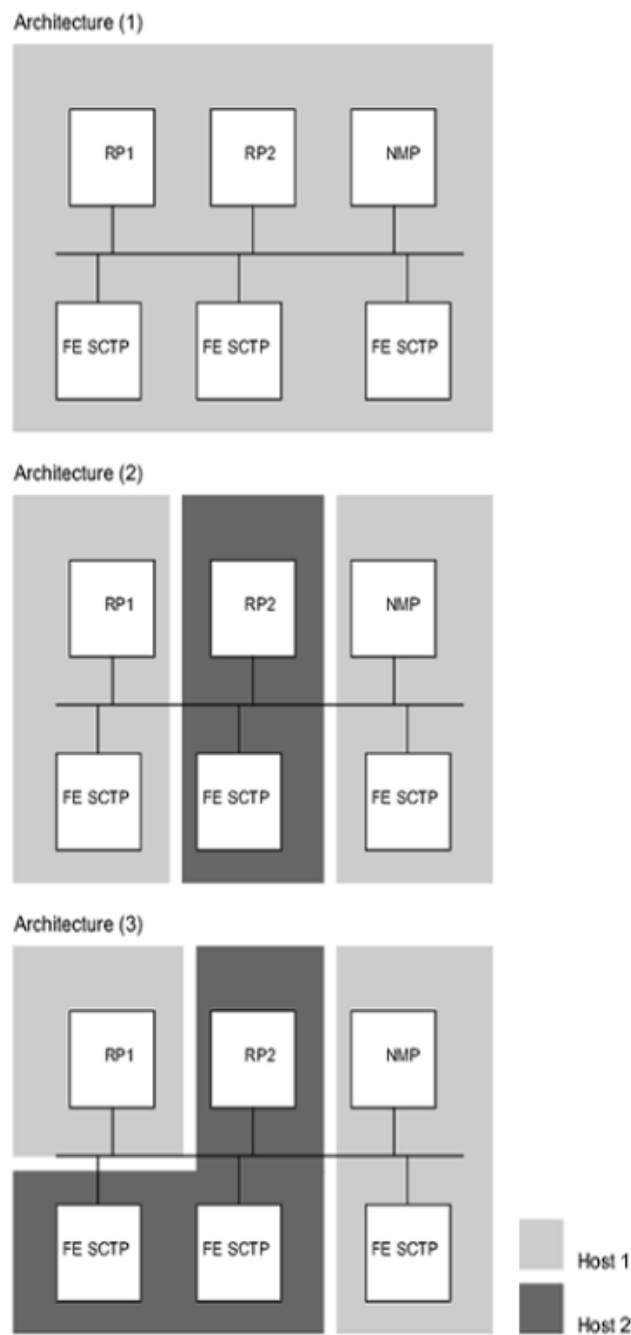 Architecture (1)
RP1 RP2 NMP
FE SCTP FE SCTP FE SCTP
Architecture (2)
RP1 RP2 NMP
FE SCTP FE SCTP FE SCTP
Architecture (3)
RP1 RP2 NMP
FE SCTP FE SCTP FE SCTP
Host 1
Host 2